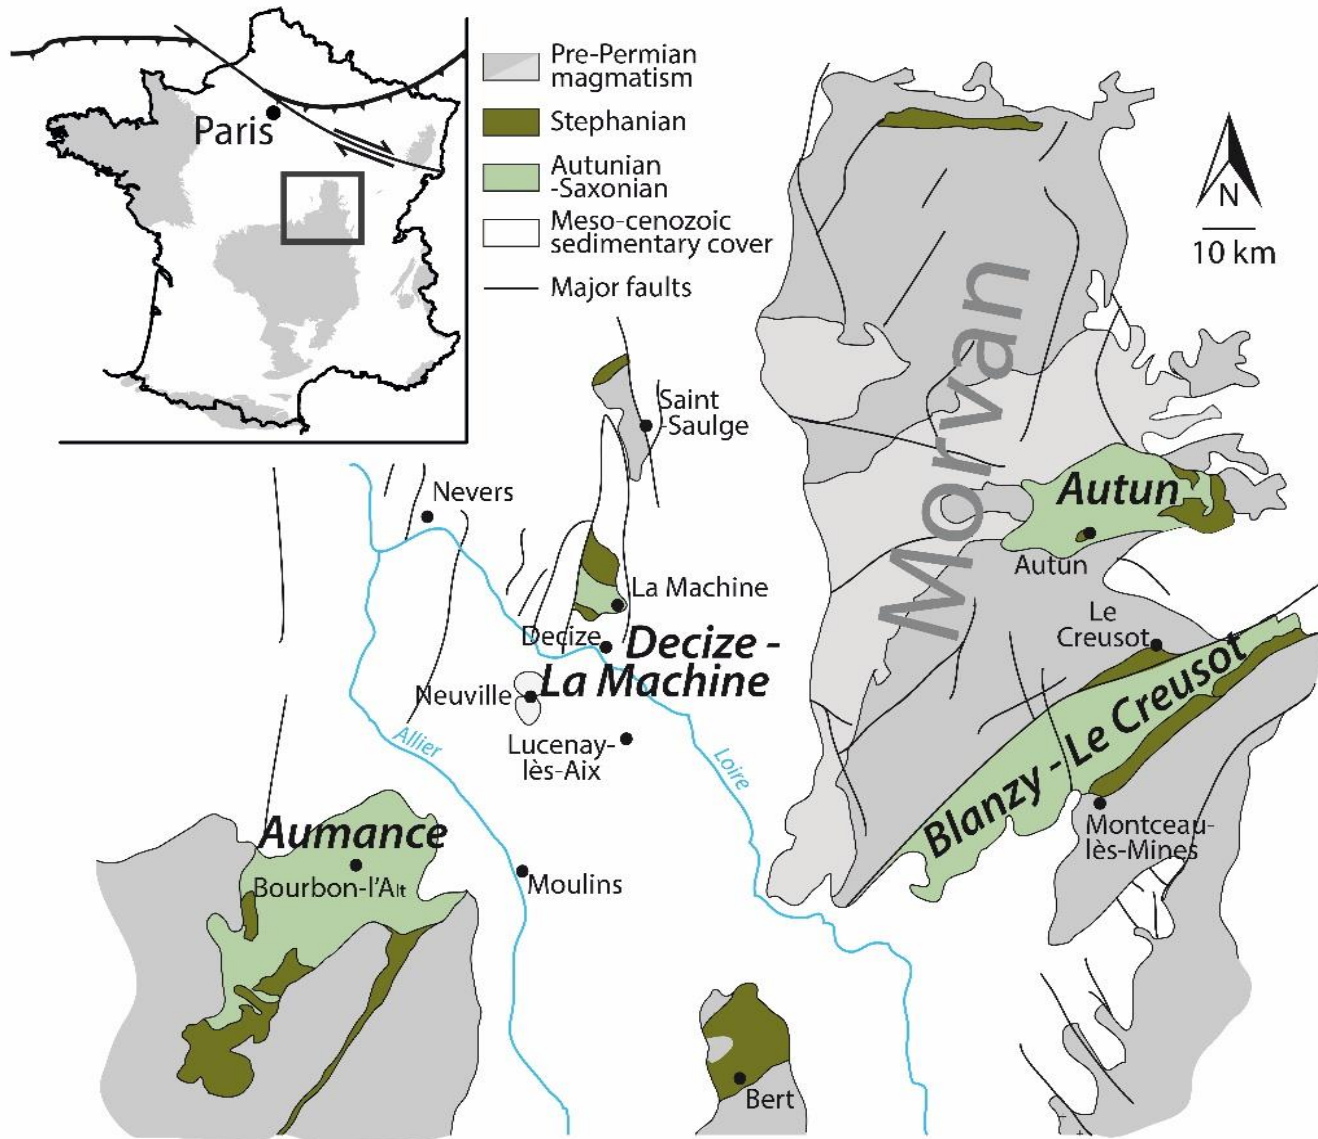 Paris
Pre-Permian
magmatism
Stephanian
Autunian
-Saxonian
Meso-cenozoic
sedimentary cover
Major faults
N
10 km
Morvan
Saint
-Saulge
Nevers
Autun
Autun
La Machine
Decize
Decize -
La Machine
Neuville
Le
Creusot
Blanzy - Le Creusot
Lucenay-
lès-Aix
Allier
Loire
Montceau-
lès-Mines
Aumance
Bourbon-l'Alt
Moulins
Bert